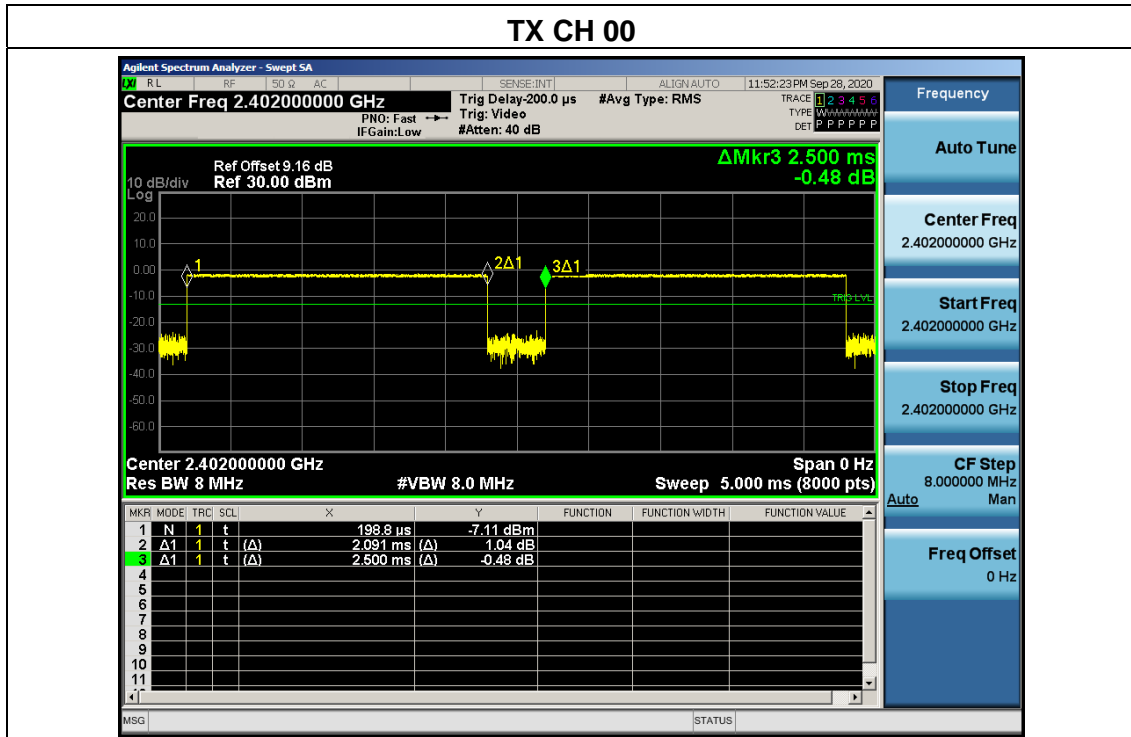 TX CH 00
Agilent Spectrum Analyzer - Swept SA
LXI RL RF 50 Ω AC SENSE:INT ALIGN AUTO 11:52:23 PM Sep 28, 2020
Center Freq 2.402000000 GHz
PNO: Fast
IFGain:Low
Trig Delay-200.0 µs
Trig: Video
#Atten: 40 dB
#Avg Type: RMS
TRACE 1 2 3 4 5 6
TYPE WWWWWW
DET P P P P P P
Ref Offset 9.16 dB
10 dB/div Ref 30.00 dBm
Log
ΔMkr3 2.500 ms
-0.48 dB
20.0
10.0
0.00
-10.0
-20.0
-30.0
-40.0
-50.0
-60.0
1
2Δ1
3Δ1
TRIG LVL
Center 2.402000000 GHz Span 0 Hz
Res BW 8 MHz #VBW 8.0 MHz Sweep 5.000 ms (8000 pts)
MKR MODE TRC SCL X Y FUNCTION FUNCTION WIDTH FUNCTION VALUE
1 N 1 t 198.8 µs -7.11 dBm
2 Δ1 1 t (Δ) 2.091 ms (Δ) 1.04 dB
3 Δ1 1 t (Δ) 2.500 ms (Δ) -0.48 dB
4
5
6
7
8
9
10
11
MSG STATUS
Frequency
Auto Tune
Center Freq
2.402000000 GHz
Start Freq
2.402000000 GHz
Stop Freq
2.402000000 GHz
CF Step
8.000000 MHz
Auto Man
Freq Offset
0 Hz